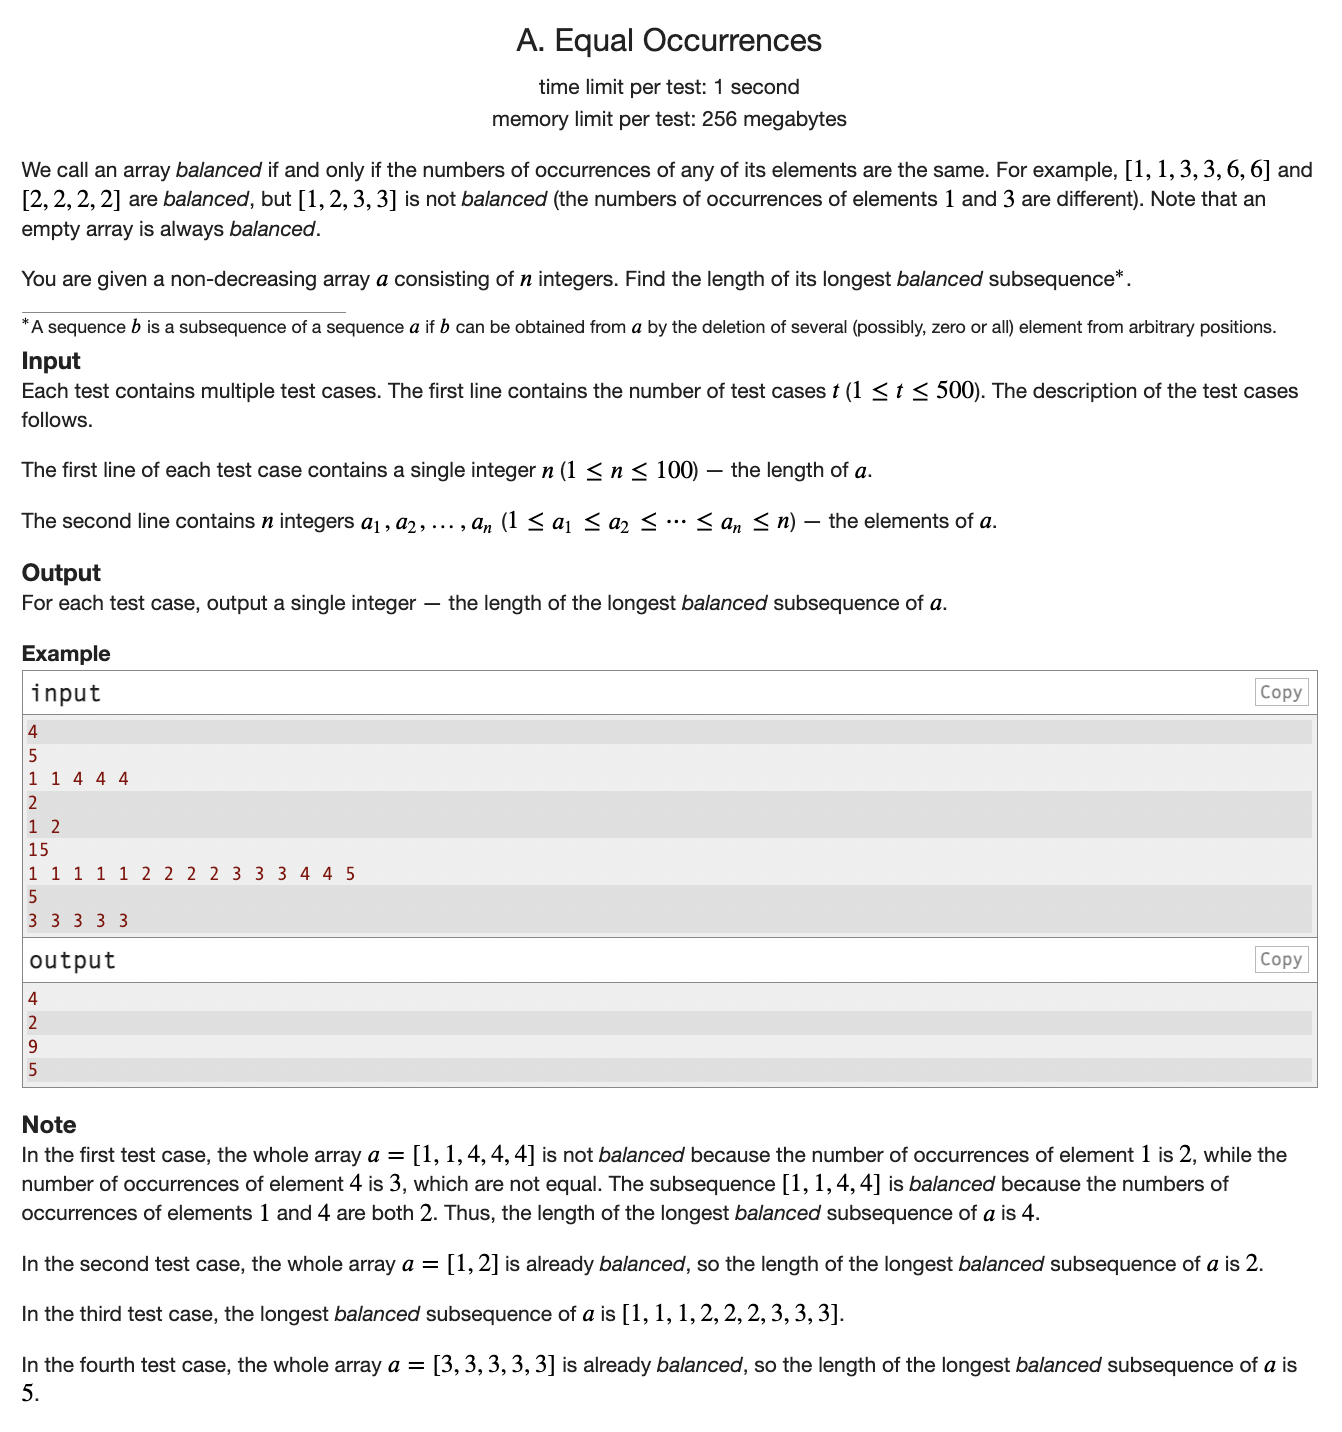 A. Equal Occurrences
time limit per test: 1 second
memory limit per test: 256 megabytes
We call an array balanced if and only if the numbers of occurrences of any of its elements are the same. For example, [1, 1, 3, 3, 6, 6] and
[2, 2, 2, 2] are balanced, but [1, 2, 3, 3] is not balanced (the numbers of occurrences of elements 1 and 3 are different). Note that an
empty array is always balanced.
You are given a non-decreasing array a consisting of n integers. Find the length of its longest balanced subsequence*.
*A sequence b is a subsequence of a sequence a if b can be obtained from a by the deletion of several (possibly, zero or all) element from arbitrary positions.
Input
Each test contains multiple test cases. The first line contains the number of test cases t (1 ≤ t ≤ 500). The description of the test cases
follows.
The first line of each test case contains a single integer n (1 ≤ n ≤ 100) — the length of a.
The second line contains n integers a₁, a₂, …, aₙ (1 ≤ a₁ ≤ a₂ ≤ ⋯ ≤ aₙ ≤ n) — the elements of a.
Output
For each test case, output a single integer — the length of the longest balanced subsequence of a.
Example
input Copy
4
5
1 1 4 4 4
2
1 2
15
1 1 1 1 1 2 2 2 2 3 3 3 4 4 5
5
3 3 3 3 3
output Copy
4
2
9
5
Note
In the first test case, the whole array a = [1, 1, 4, 4, 4] is not balanced because the number of occurrences of element 1 is 2, while the
number of occurrences of element 4 is 3, which are not equal. The subsequence [1, 1, 4, 4] is balanced because the numbers of
occurrences of elements 1 and 4 are both 2. Thus, the length of the longest balanced subsequence of a is 4.
In the second test case, the whole array a = [1, 2] is already balanced, so the length of the longest balanced subsequence of a is 2.
In the third test case, the longest balanced subsequence of a is [1, 1, 1, 2, 2, 2, 3, 3, 3].
In the fourth test case, the whole array a = [3, 3, 3, 3, 3] is already balanced, so the length of the longest balanced subsequence of a is
5.